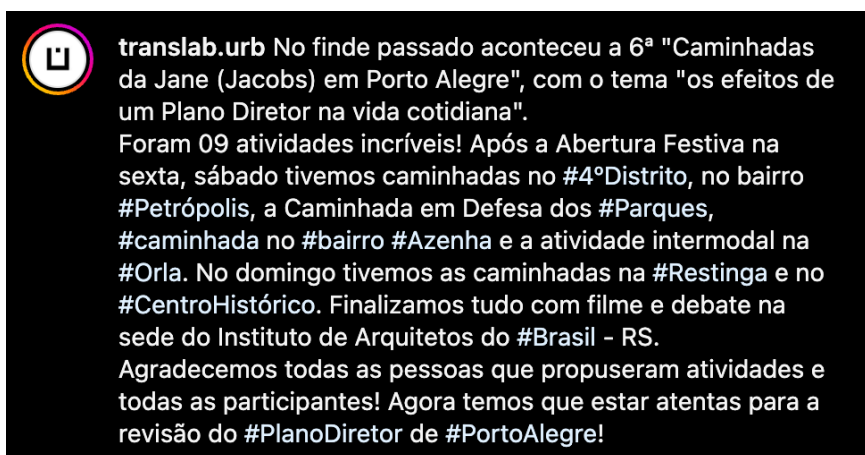 translab.urb No finde passado aconteceu a 6ª "Caminhadas
da Jane (Jacobs) em Porto Alegre", com o tema "os efeitos de
um Plano Diretor na vida cotidiana".
Foram 09 atividades incríveis! Após a Abertura Festiva na
sexta, sábado tivemos caminhadas no #4ºDistrito, no bairro
#Petrópolis, a Caminhada em Defesa dos #Parques,
#caminhada no #bairro #Azenha e a atividade intermodal na
#Orla. No domingo tivemos as caminhadas na #Restinga e no
#CentroHistórico. Finalizamos tudo com filme e debate na
sede do Instituto de Arquitetos do #Brasil - RS.
Agradecemos todas as pessoas que propuseram atividades e
todas as participantes! Agora temos que estar atentas para a
revisão do #PlanoDiretor de #PortoAlegre!